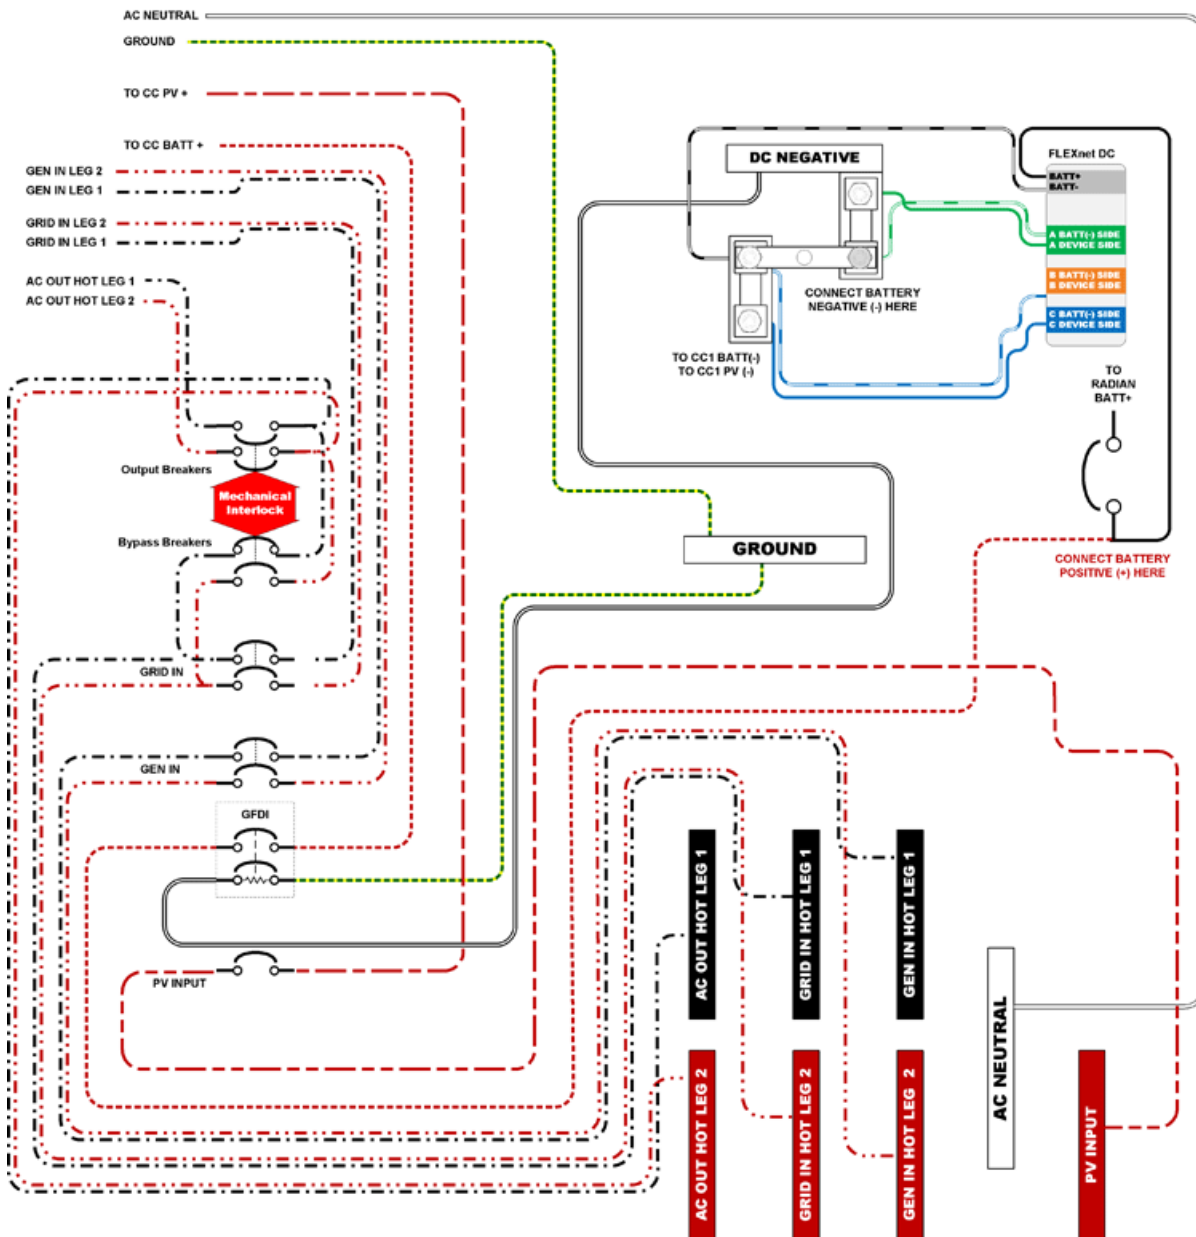 AC NEUTRAL
GROUND
TO CC PV +
TO CC BATT +
GEN IN LEG 2
GEN IN LEG 1
GRID IN LEG 2
GRID IN LEG 1
AC OUT HOT LEG 1
AC OUT HOT LEG 2
DC NEGATIVE
FLEXnet DC
BATT+
BATT-
A BATT(-) SIDE
A DEVICE SIDE
B BATT(-) SIDE
B DEVICE SIDE
C BATT(-) SIDE
C DEVICE SIDE
CONNECT BATTERY
NEGATIVE (-) HERE
TO CC1 BATT(-)
TO CC1 PV (-)
TO
RADIAN
BATT+
Output Breakers
Mechanical
Interlock
Bypass Breakers
GROUND
CONNECT BATTERY
POSITIVE (+) HERE
GRID IN
GEN IN
GFDI
PV INPUT
AC OUT HOT LEG 1
GRID IN HOT LEG 1
GEN IN HOT LEG 1
AC NEUTRAL
AC OUT HOT LEG 2
GRID IN HOT LEG 2
GEN IN HOT LEG 2
PV INPUT